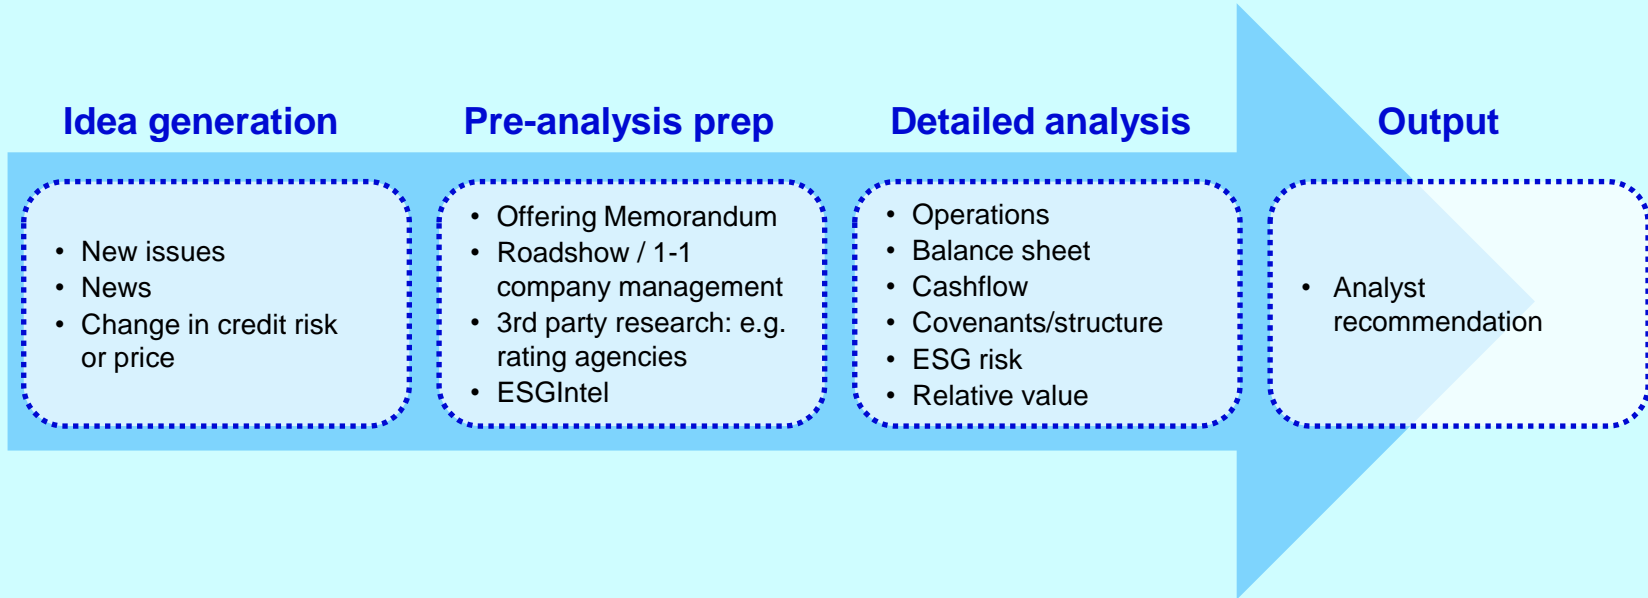 Idea generation
• New issues
• News
• Change in credit risk
or price
Pre-analysis prep
• Offering Memorandum
• Roadshow / 1-1
company management
• 3rd party research: e.g.
rating agencies
• ESGIntel
Detailed analysis
• Operations
• Balance sheet
• Cashflow
• Covenants/structure
• ESG risk
• Relative value
Output
• Analyst
recommendation